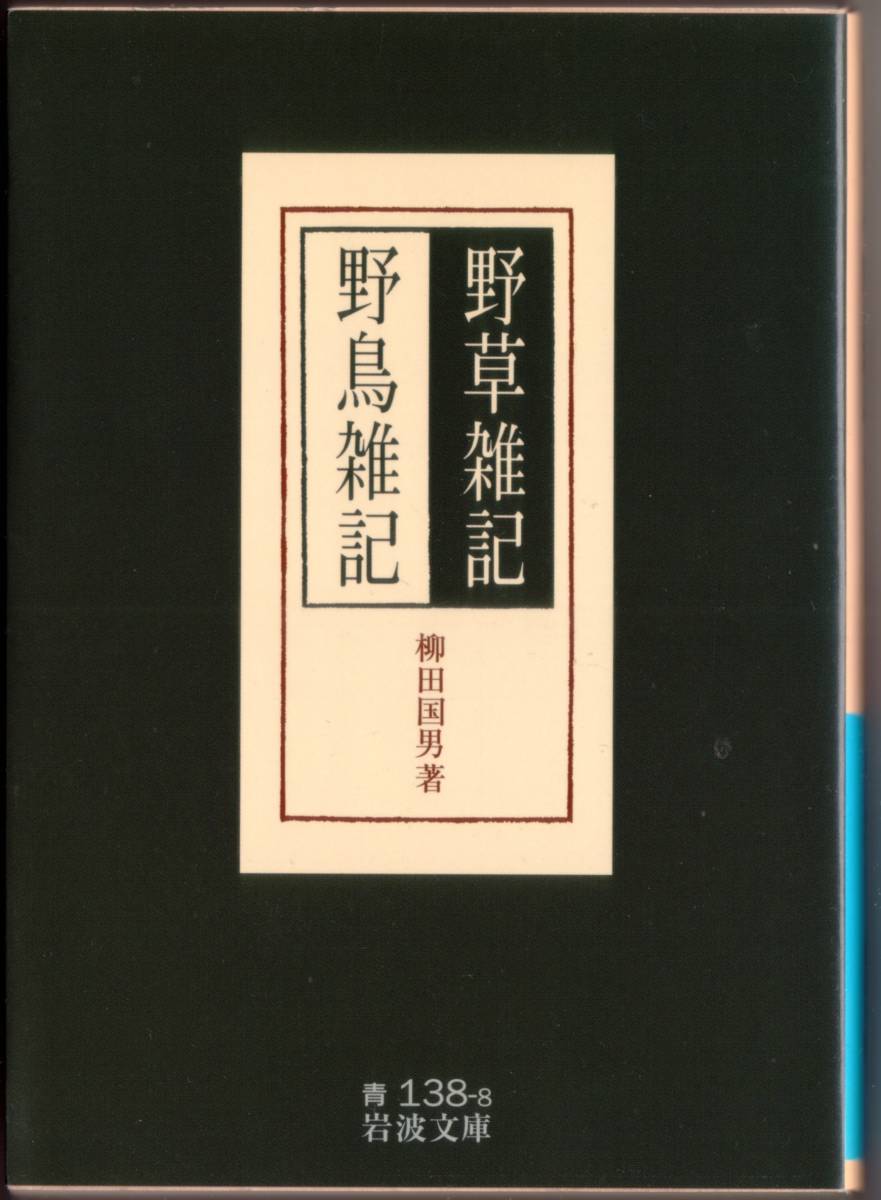 野草雑記
野鳥雑記
柳田国男著
青 138-8
岩波文庫